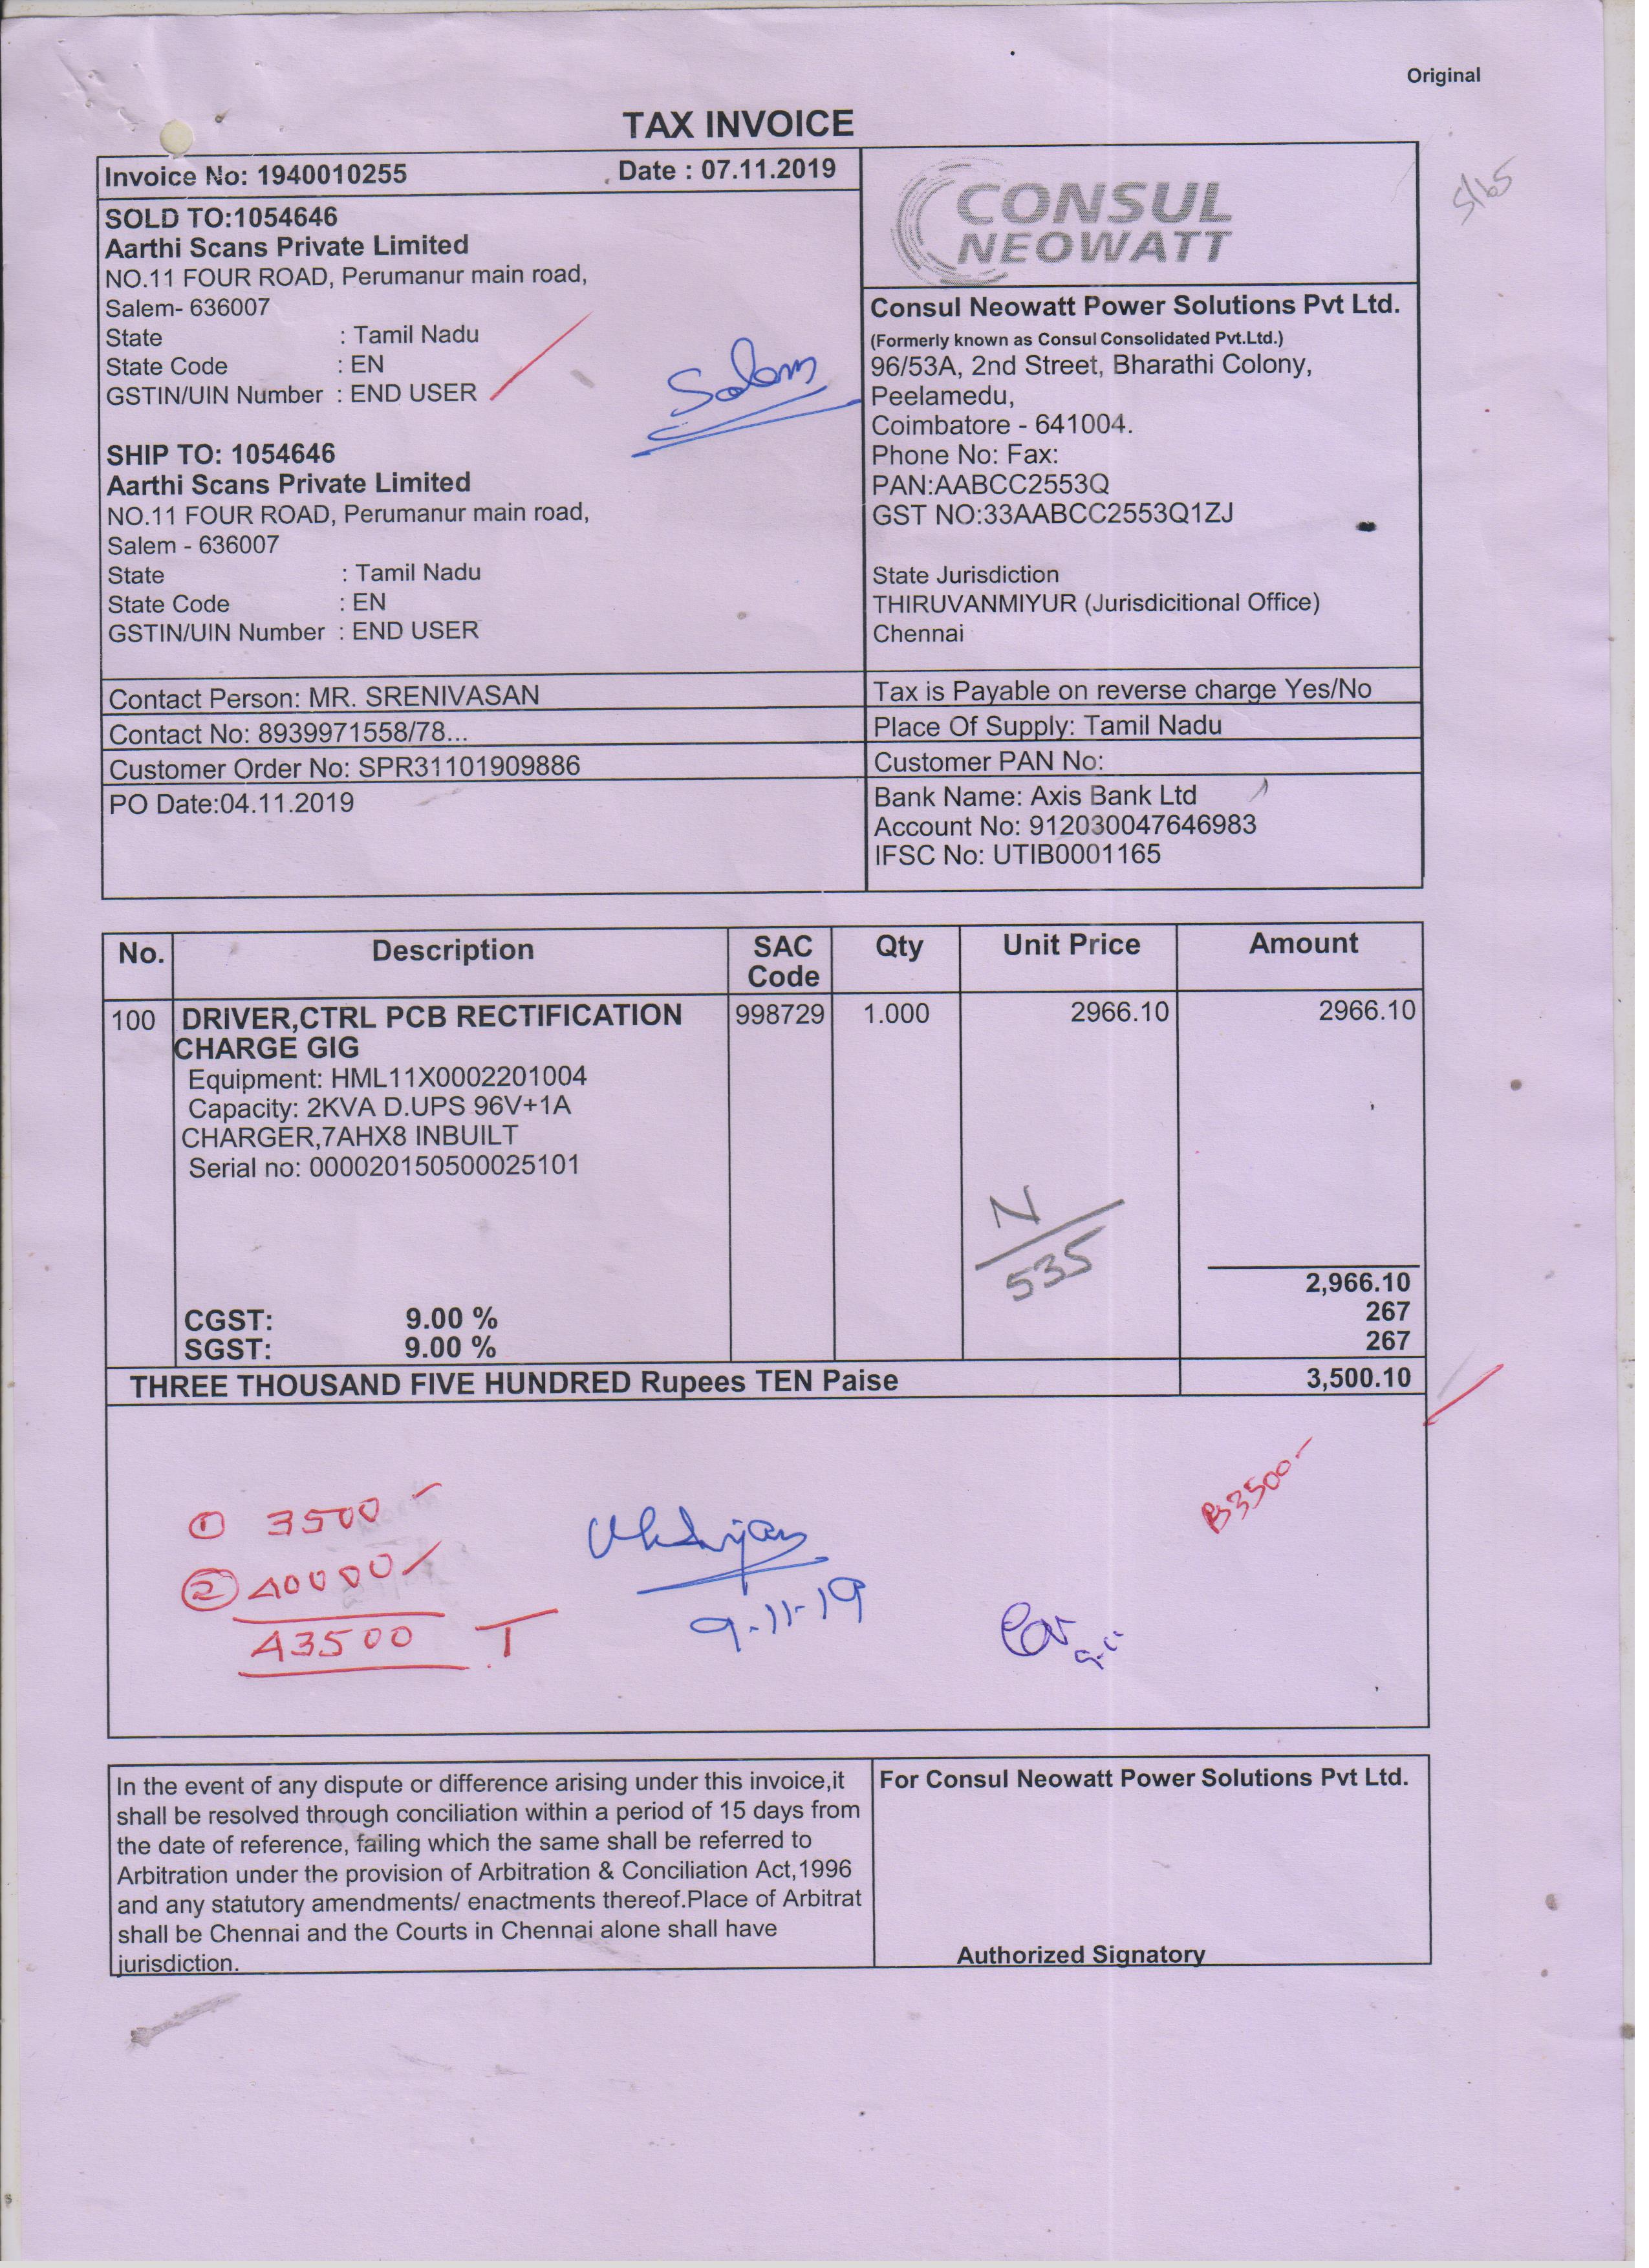 Original
TAX INVOICE
Invoice No: 1940010255
Date : 07.11.2019
SOLD TO:1054646
Aarthi Scans Private Limited
NO.11 FOUR ROAD, Perumanur main road,
Salem- 636007
State : Tamil Nadu
State Code : EN
GSTIN/UIN Number : END USER
Salem
SHIP TO: 1054646
Aarthi Scans Private Limited
NO.11 FOUR ROAD, Perumanur main road,
Salem - 636007
State : Tamil Nadu
State Code : EN
GSTIN/UIN Number : END USER
CONSUL
NEOWATT
Consul Neowatt Power Solutions Pvt Ltd.
(Formerly known as Consul Consolidated Pvt.Ltd.)
96/53A, 2nd Street, Bharathi Colony,
Peelamedu,
Coimbatore - 641004.
Phone No: Fax:
PAN:AABCC2553Q
GST NO:33AABCC2553Q1ZJ
State Jurisdiction
THIRUVANMIYUR (Jurisdicitional Office)
Chennai
Contact Person: MR. SRENIVASAN
Contact No: 8939971558/78...
Customer Order No: SPR31101909886
PO Date:04.11.2019
Tax is Payable on reverse charge Yes/No
Place Of Supply: Tamil Nadu
Customer PAN No:
Bank Name: Axis Bank Ltd
Account No: 912030047646983
IFSC No: UTIB0001165
No. Description SAC Code Qty Unit Price Amount
100 DRIVER,CTRL PCB RECTIFICATION 998729 1.000 2966.10 2966.10
CHARGE GIG
Equipment: HML11X0002201004
Capacity: 2KVA D.UPS 96V+1A
CHARGER,7AHX8 INBUILT
Serial no: 000020150500025101
N
535
2,966.10
CGST: 9.00 % 267
SGST: 9.00 % 267
THREE THOUSAND FIVE HUNDRED Rupees TEN Paise 3,500.10
① 3500
② 40000
43500 T
9-11-19
B3500-
In the event of any dispute or difference arising under this invoice,it
shall be resolved through conciliation within a period of 15 days from
the date of reference, failing which the same shall be referred to
Arbitration under the provision of Arbitration & Conciliation Act,1996
and any statutory amendments/ enactments thereof.Place of Arbitrat
shall be Chennai and the Courts in Chennai alone shall have
jurisdiction.
For Consul Neowatt Power Solutions Pvt Ltd.
Authorized Signatory